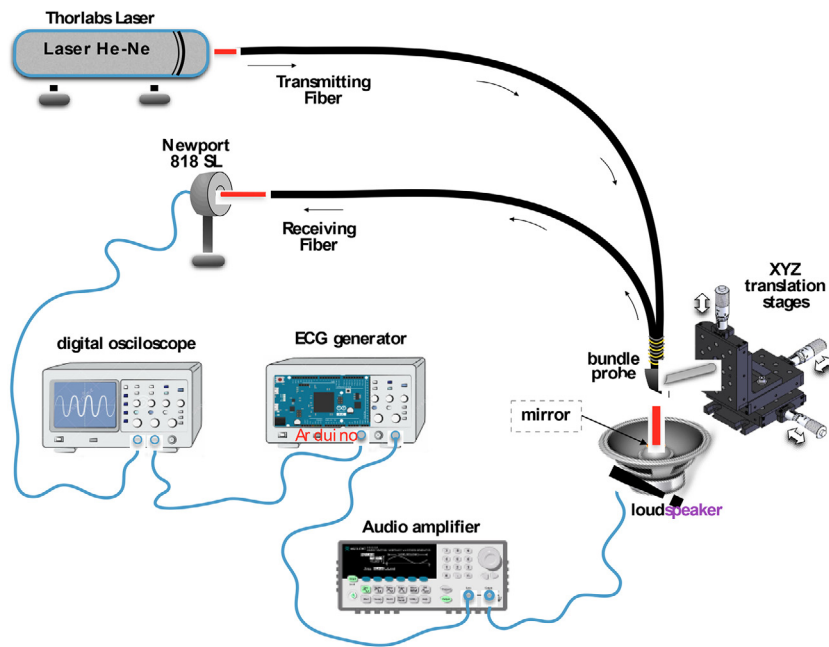 Thorlabs Laser
Laser He-Ne
Transmitting
Fiber
Newport
818 SL
Receiving
Fiber
XYZ
translation
stages
digital osciloscope
ECG generator
bundle
probe
Arduino
mirror
loudspeaker
Audio amplifier